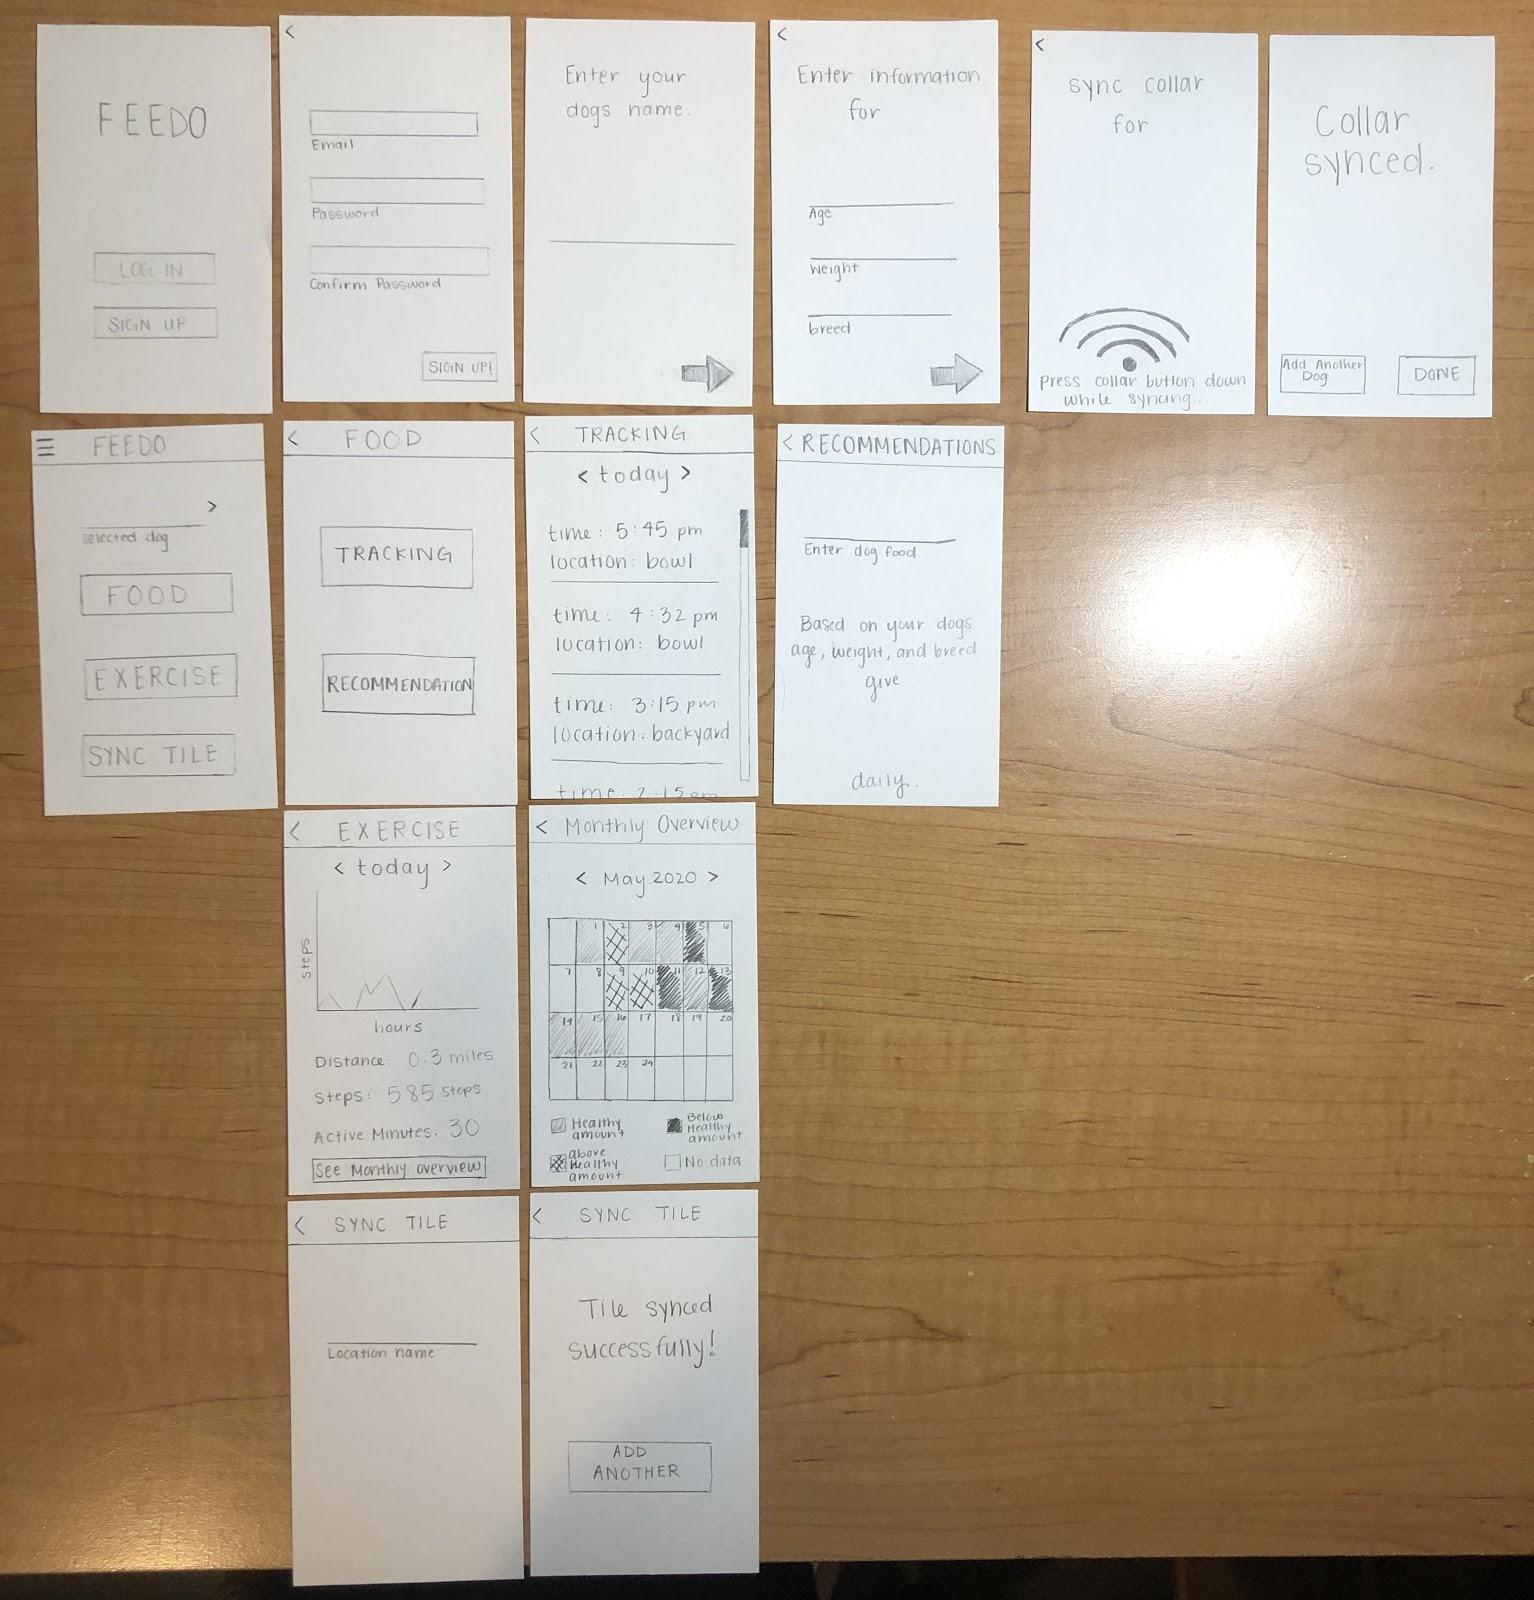 FEEDO
LOG IN
SIGN UP
<
Email
Password
Confirm Password
SIGN UP!
Enter your
dogs name.
<
Enter information
for
Age
weight
breed
<
sync collar
for
press collar button down
while syncing..
Collar
synced.
Add Another
Dog
DONE
FEEDO
>
selected dog
FOOD
EXERCISE
SYNC TILE
< FOOD
TRACKING
RECOMMENDATION
< TRACKING
< today >
time: 5:45 pm
location: bowl
time: 4:32 pm
location: bowl
time: 3:15 pm
location: backyard
time: 2:15 pm
< RECOMMENDATIONS
Enter dog food
Based on your dogs
age, weight, and breed
give
daily.
< EXERCISE
< today >
Steps
hours
Distance: 0.3 miles
Steps: 585 steps
Active Minutes: 30
See Monthly overview
< Monthly Overview
< May 2020 >
1 2 3 4 5 6
7 8 9 10 11 12 13
14 15 16 17 18 19 20
21 22 23 24
Healthy
amount
Below
Healthy
amount
above
Healthy
amount
No data
< SYNC TILE
Location name
< SYNC TILE
Tile synced
successfully!
ADD
ANOTHER